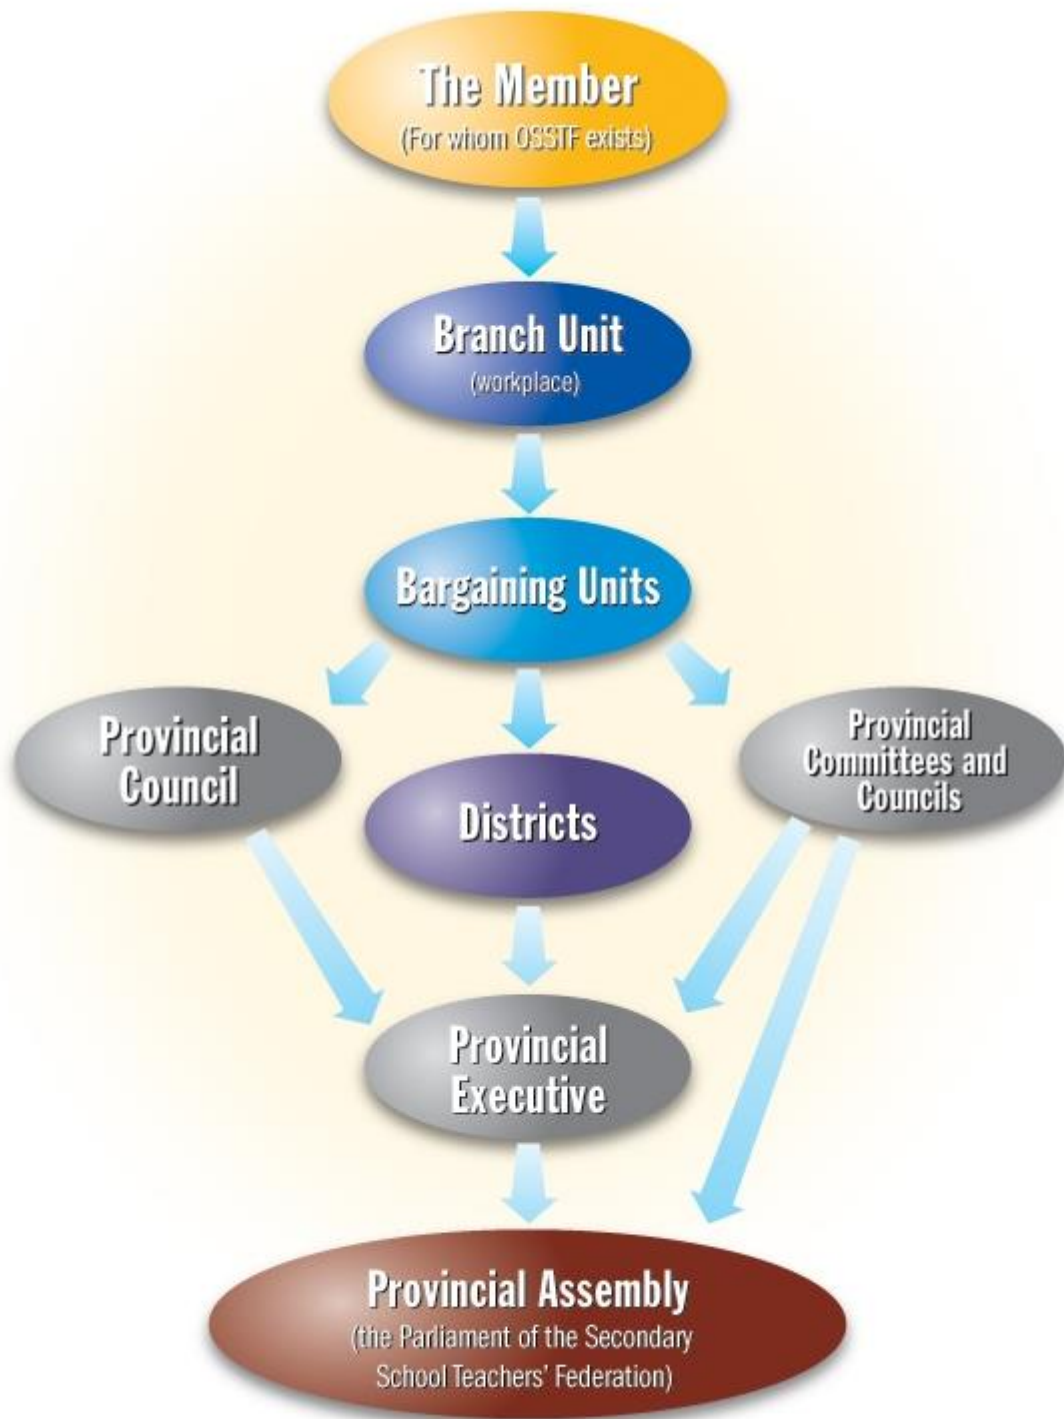 The Member
(For whom OSSTF exists)
Branch Unit
(workplace)
Bargaining Units
Provincial
Council
Districts
Provincial
Committees and
Councils
Provincial
Executive
Provincial Assembly
(the Parliament of the Secondary
School Teachers' Federation)